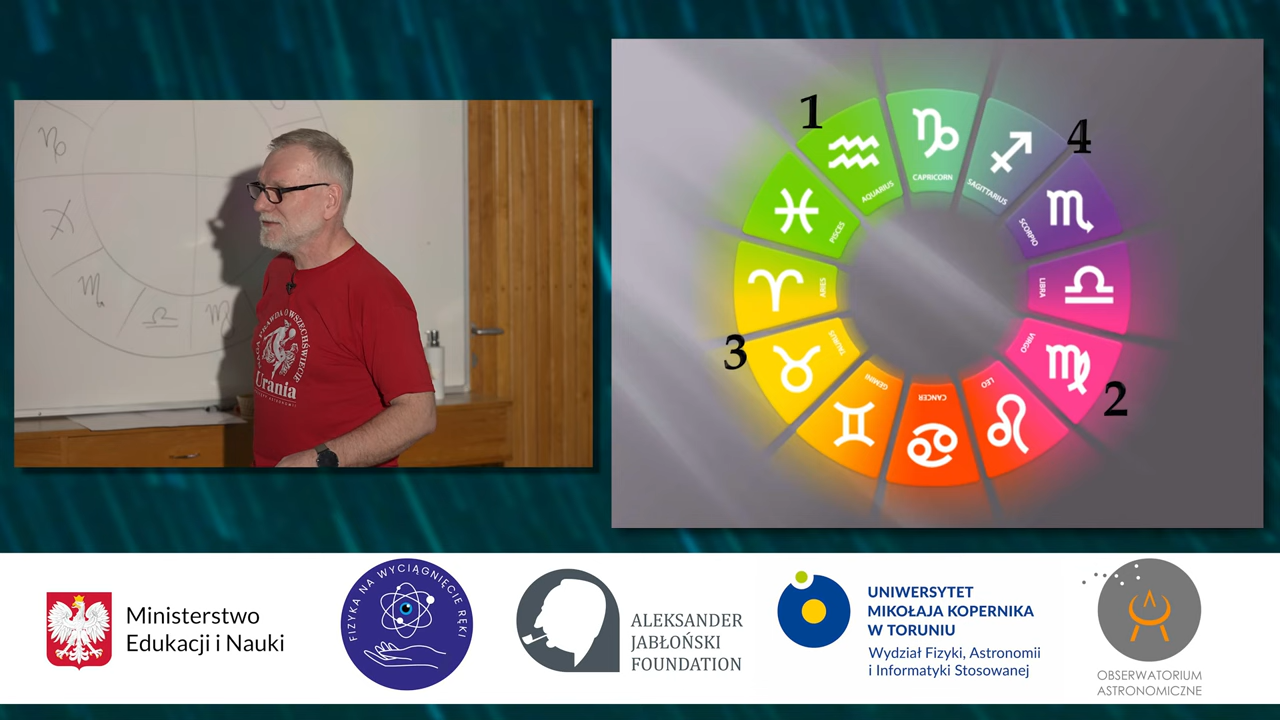 PRAWDA O WSZECHŚWIECIE
Urania
1
4
3
2
AQUARIUS
CAPRICORN
SAGITTARIUS
PISCES
SCORPIO
ARIES
LIBRA
TAURUS
VIRGO
GEMINI
CANCER
LEO
Ministerstwo
Edukacji i Nauki
FIZYKA NA WYCIĄGNIĘCIE RĘKI
ALEKSANDER
JABŁOŃSKI
FOUNDATION
UNIWERSYTET
MIKOŁAJA KOPERNIKA
W TORUNIU
Wydział Fizyki, Astronomii
i Informatyki Stosowanej
OBSERWATORIUM
ASTRONOMICZNE